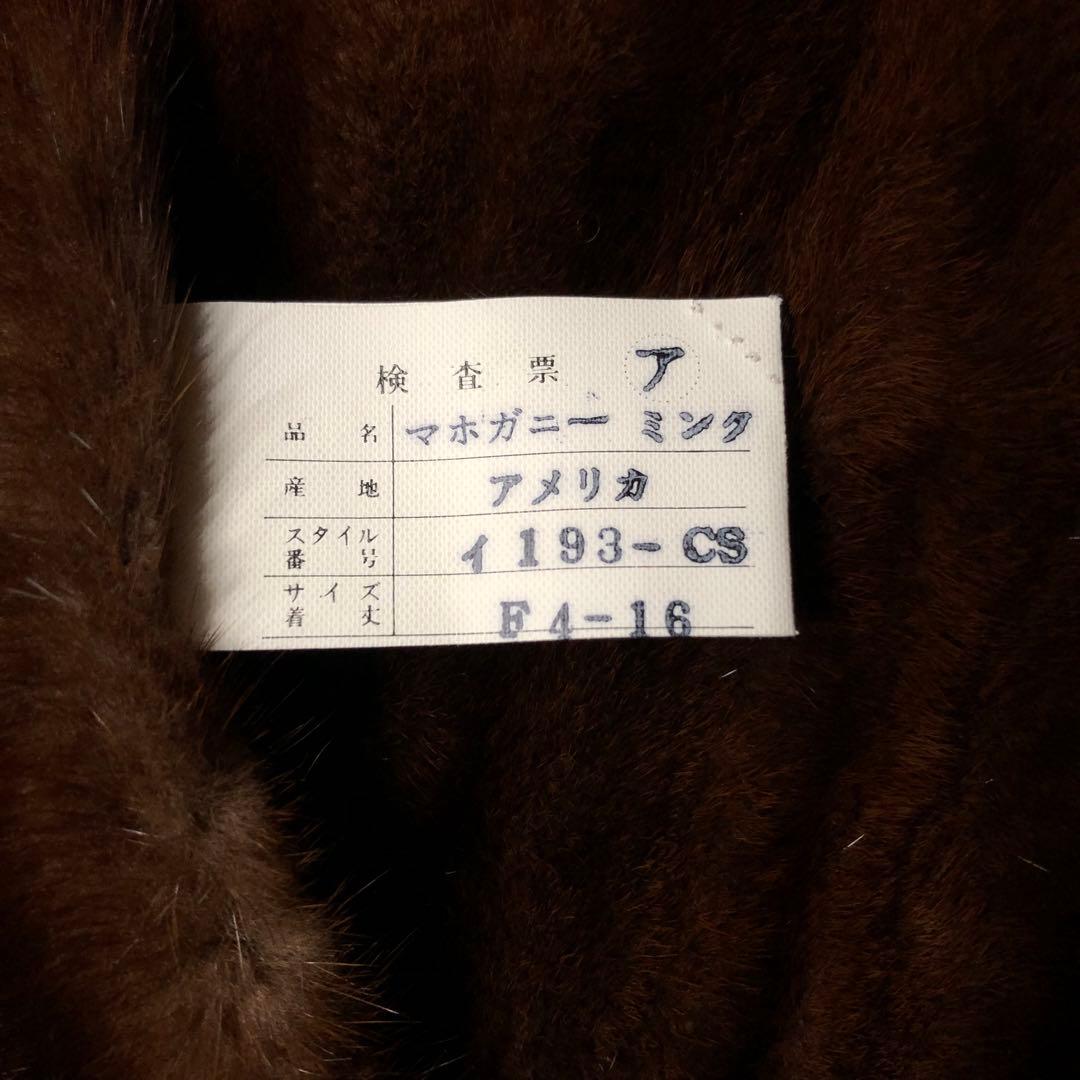 検査票 ア
品名 マホガニー ミンク
産地 アメリカ
スタイル番号 イ193-CS
サイズ着丈 F4-16